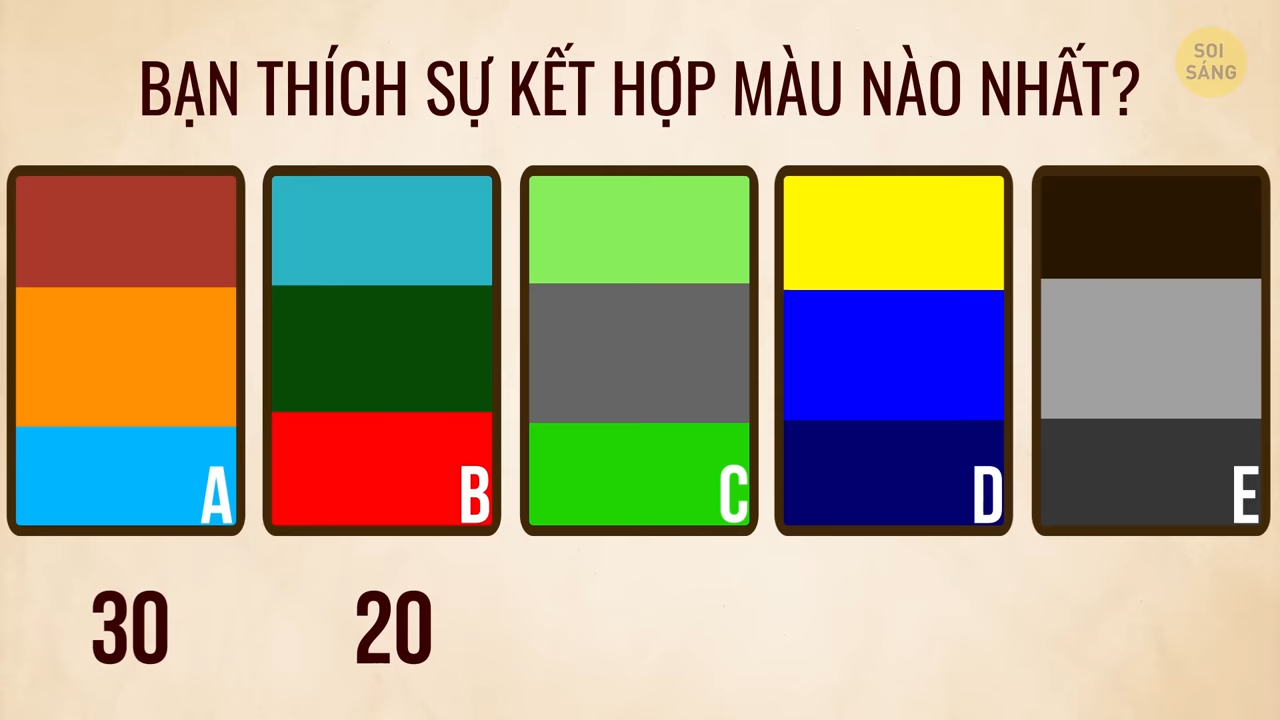 BẠN THÍCH SỰ KẾT HỢP MÀU NÀO NHẤT?
SOI
SÁNG
A
B
C
D
E
30
20